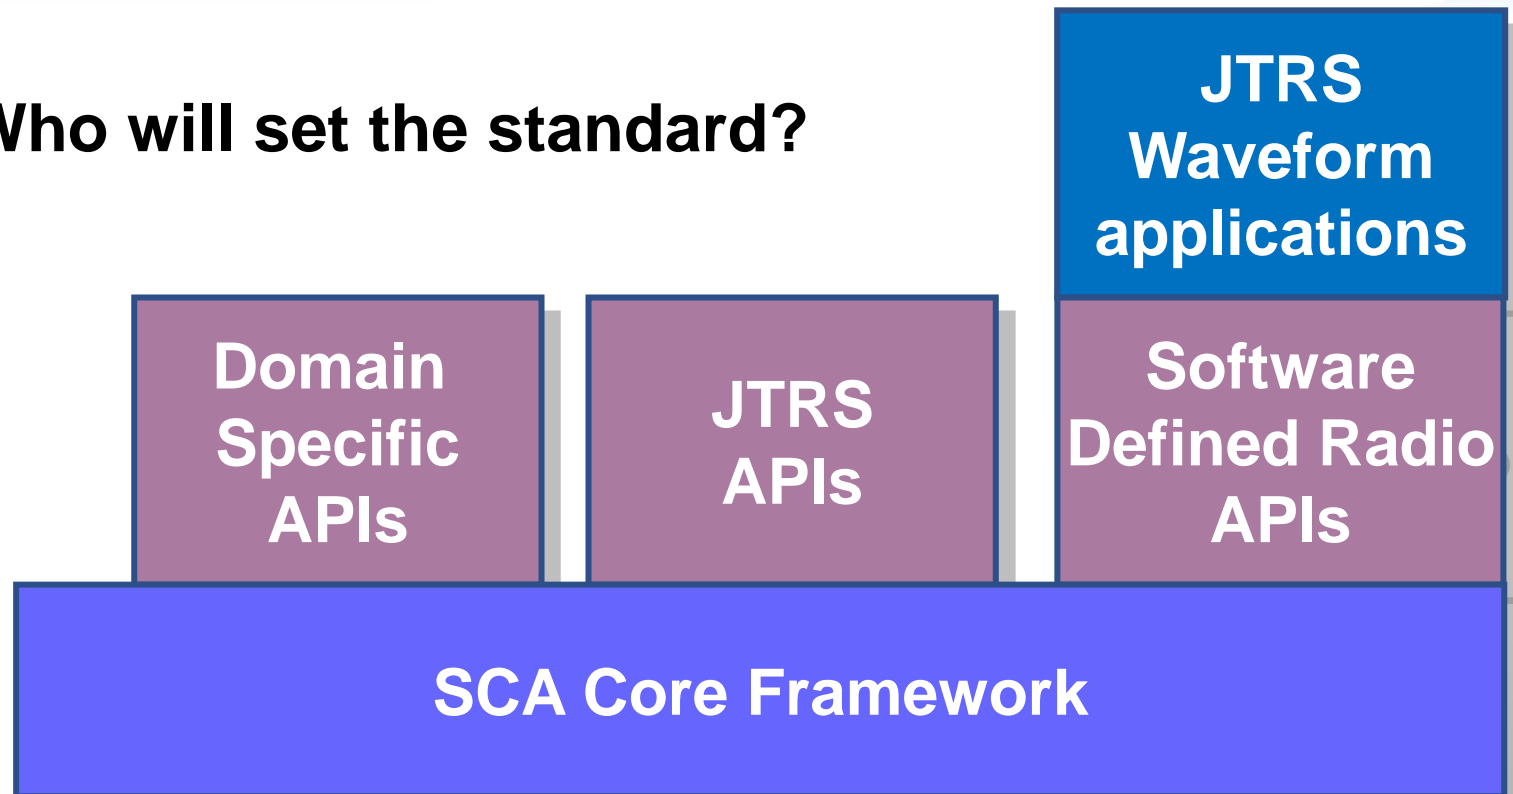 Who will set the standard?
JTRS
Waveform
applications
Domain
Specific
APIs
JTRS
APIs
Software
Defined Radio
APIs
SCA Core Framework